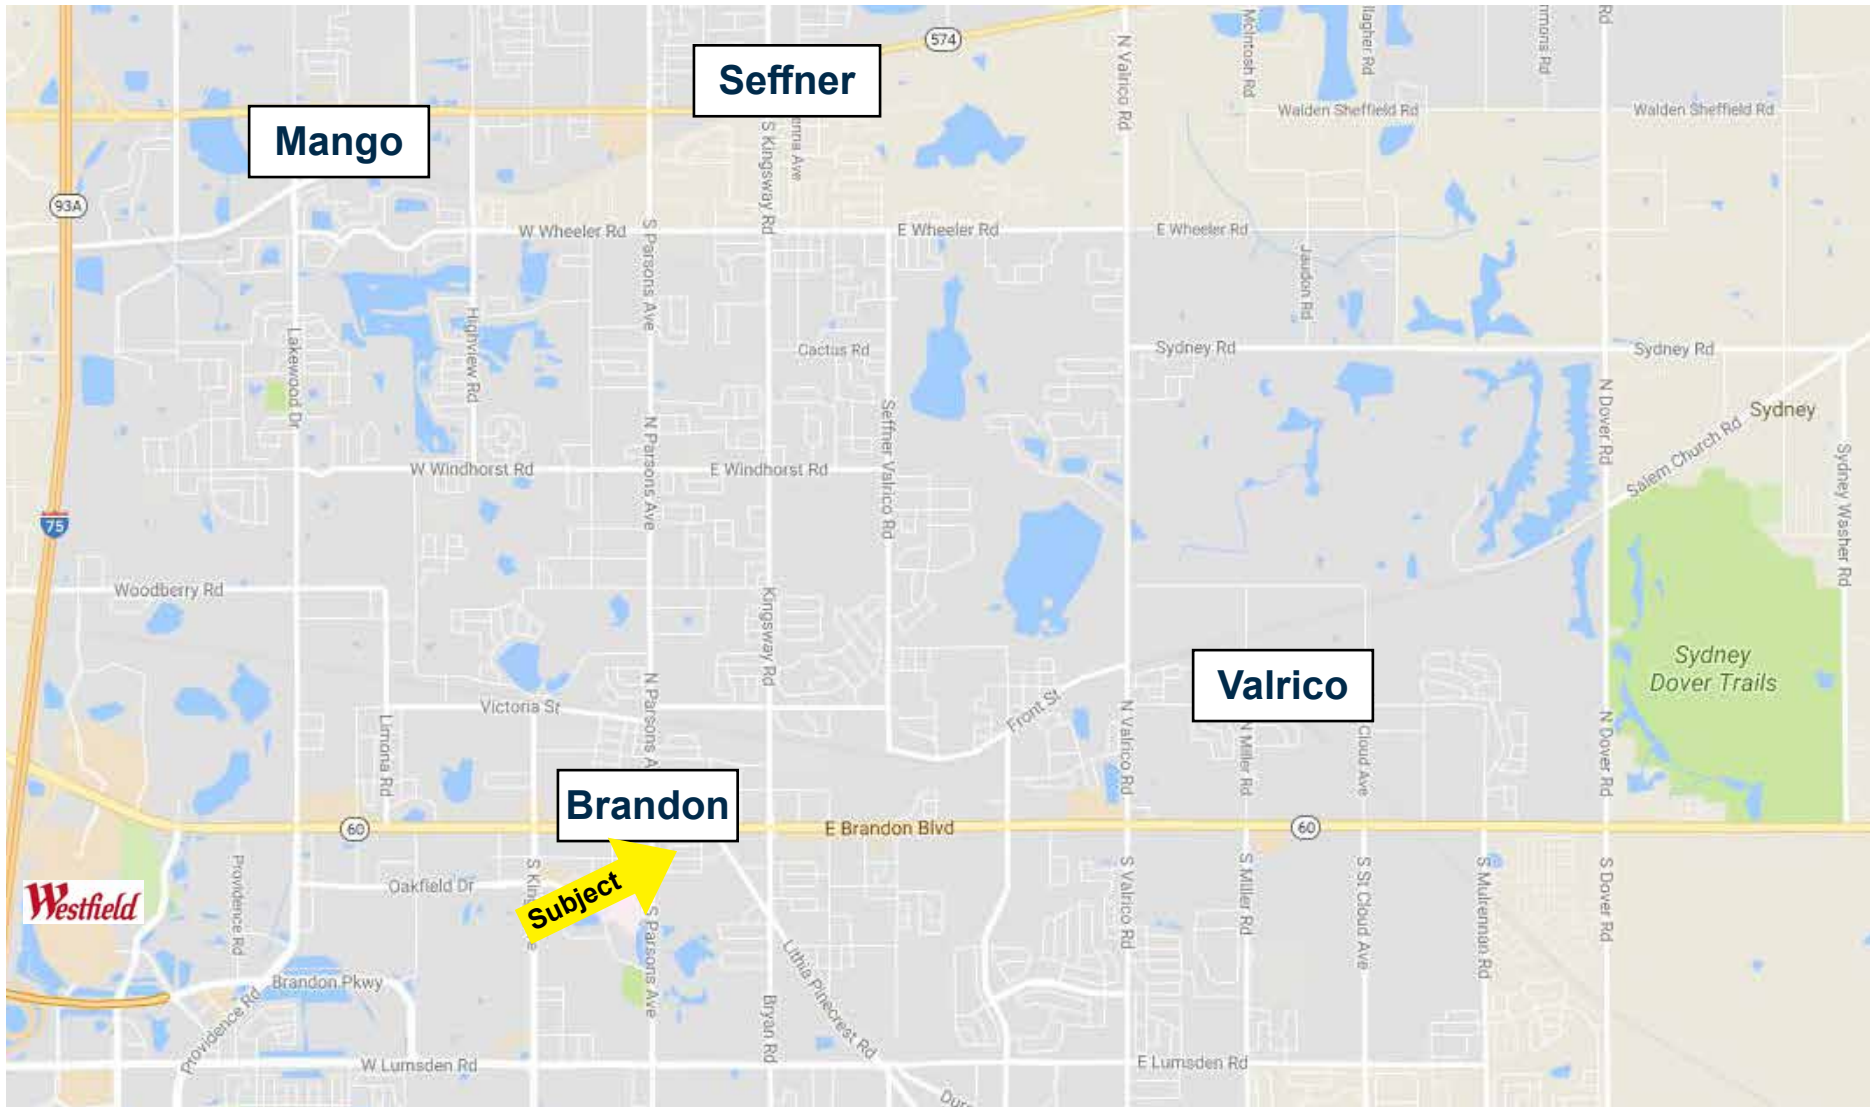 574
Seffner
N Valrico Rd
McIntosh Rd
Rd
Walden Sheffield Rd
Walden Sheffield Rd
Mango
S Kingsway Rd
Ave
93A
W Wheeler Rd
S Parsons Ave
E Wheeler Rd
E Wheeler Rd
Jaudon Rd
Lakewood Dr
Highview Rd
Cactus Rd
Sydney Rd
Sydney Rd
Sydney
N Parsons Ave
Seffner Valrico Rd
N Dover Rd
Salem Church Rd
Sydney Wssher Rd
W Windhorst Rd
E Windhorst Rd
75
Woodberry Rd
Kingsway Rd
Sydney
Dover Trails
Valrico
Victoria St
N Parsons A
Front St
N Valrico Rd
N Miller Rd
Cloud Ave
N Dover Rd
Limona Rd
Brandon
60
E Brandon Blvd
60
Subject
Westfield
Providence Rd
Oakfield Dr
S Parsons Ave
Lithia Pinecrest Rd
S Valrico Rd
S Miller Rd
S St Cloud Ave
S Mulrennan Rd
S Dover Rd
Brandon Pkwy
Providence Rd
Bryan Rd
W Lumsden Rd
E Lumsden Rd